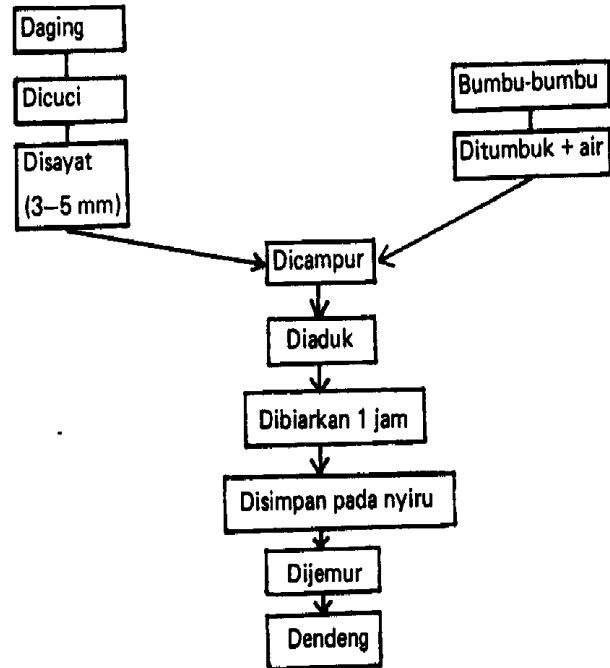 Daging
Dicuci
Disayat
(3–5 mm)
Bumbu-bumbu
Ditumbuk + air
Dicampur
Diaduk
Dibiarkan 1 jam
Disimpan pada nyiru
Dijemur
Dendeng